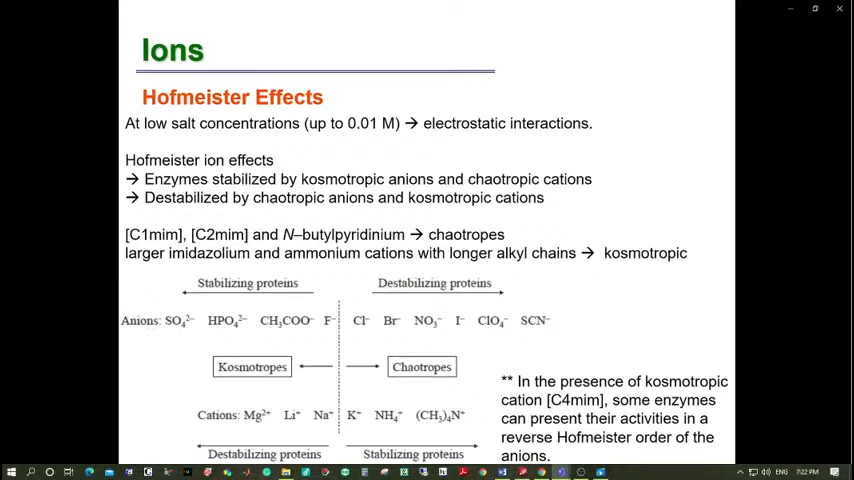 Ions
Hofmeister Effects
At low salt concentrations (up to 0.01 M) → electrostatic interactions.
Hofmeister ion effects
→ Enzymes stabilized by kosmotropic anions and chaotropic cations
→ Destabilized by chaotropic anions and kosmotropic cations
[C1mim], [C2mim] and N–butylpyridinium → chaotropes
larger imidazolium and ammonium cations with longer alkyl chains → kosmotropic
Stabilizing proteins Destabilizing proteins
Anions: SO₄²⁻ HPO₄²⁻ CH₃COO⁻ F⁻ Cl⁻ Br⁻ NO₃⁻ I⁻ ClO₄⁻ SCN⁻
Kosmotropes Chaotropes
Cations: Mg²⁺ Li⁺ Na⁺ K⁺ NH₄⁺ (CH₃)₄N⁺
Destabilizing proteins Stabilizing proteins
** In the presence of kosmotropic
cation [C4mim], some enzymes
can present their activities in a
reverse Hofmeister order of the
anions.
ENG 7:22 PM